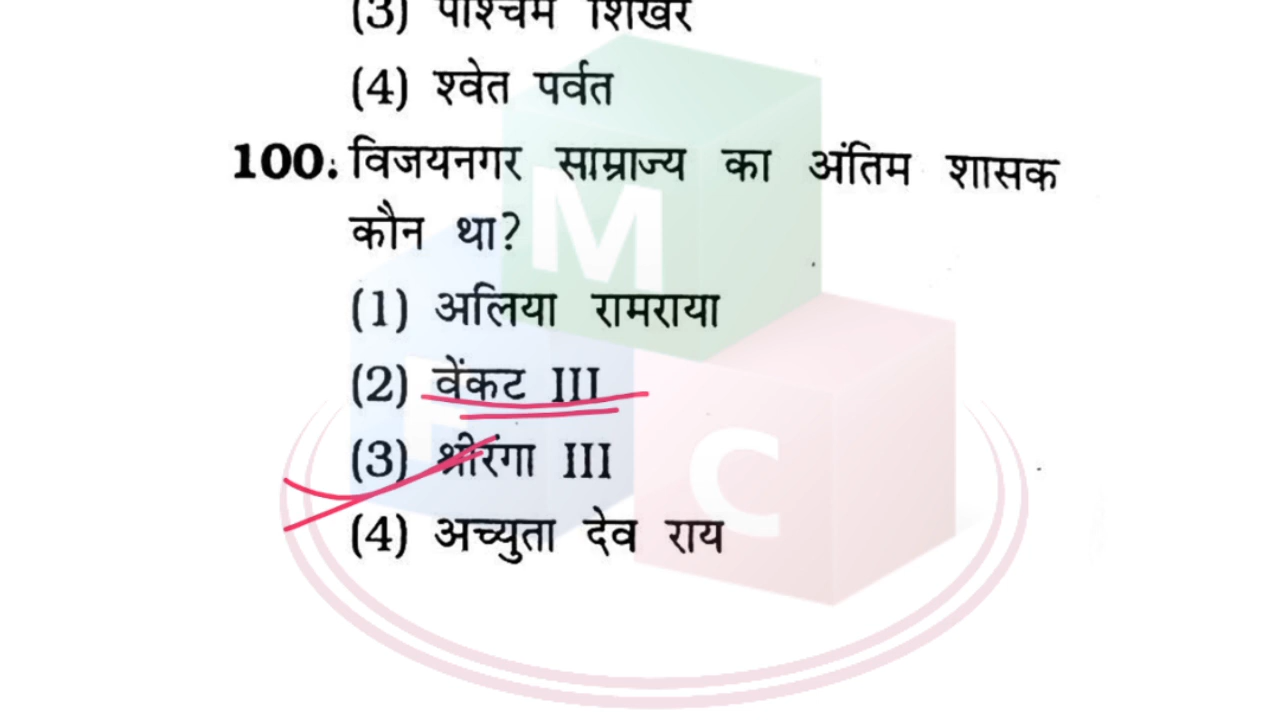 (3) पश्चिम शिखर
(4) श्वेत पर्वत
100. विजयनगर साम्राज्य का अंतिम शासक
कौन था?
(1) अलिया रामराया
(2) वेंकट III
(3) श्रीरंगा III
(4) अच्युता देव राय
M
E
C